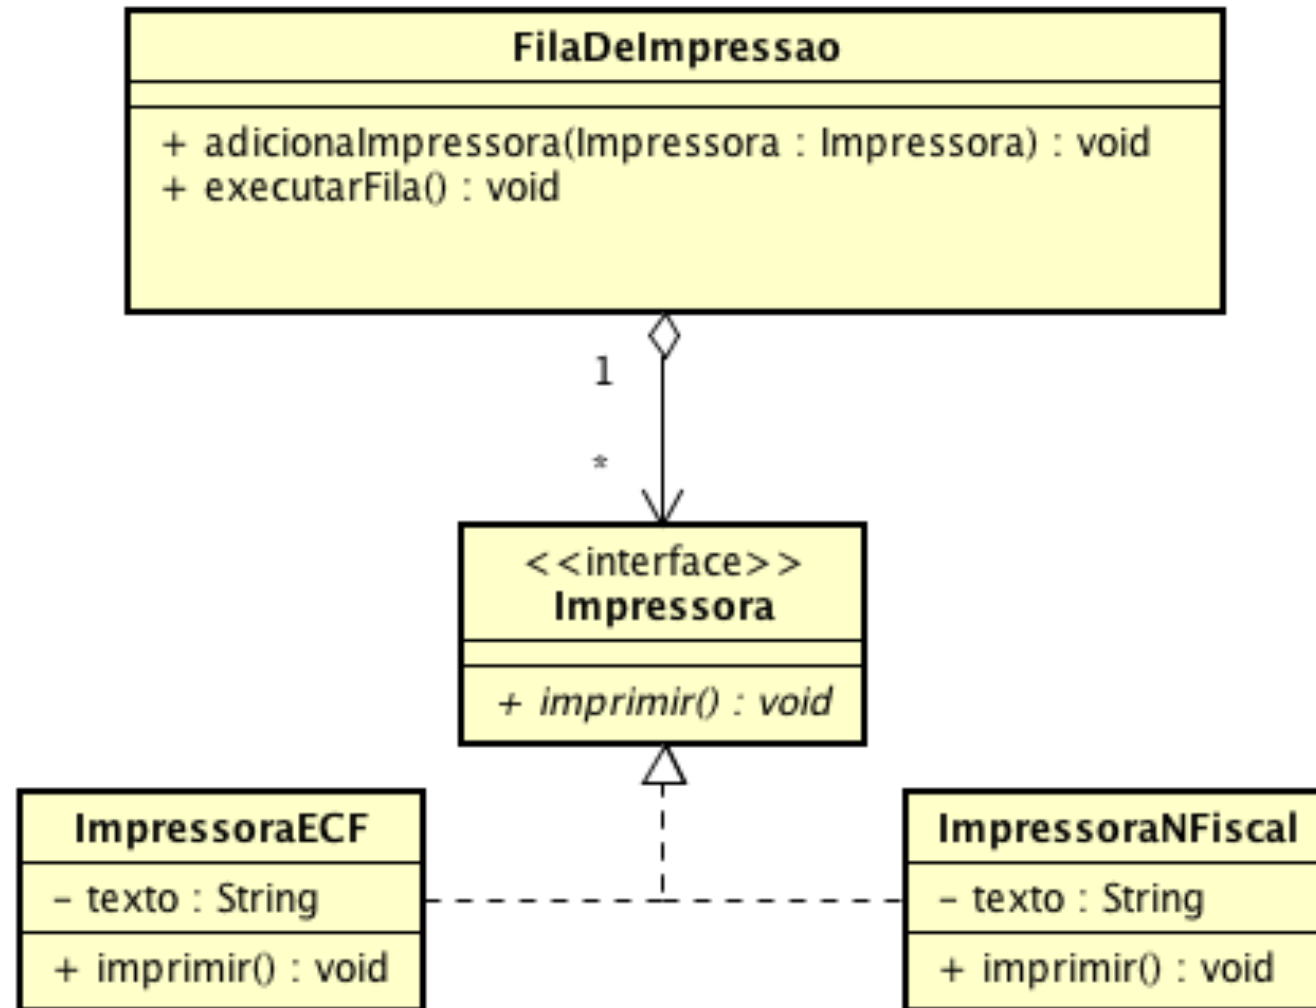 FilaDeImpressao
+ adicionaImpressora(Impressora : Impressora) : void
+ executarFila() : void
1
*
<<interface>>
Impressora
+ imprimir() : void
ImpressoraECF
- texto : String
+ imprimir() : void
ImpressoraNFiscal
- texto : String
+ imprimir() : void